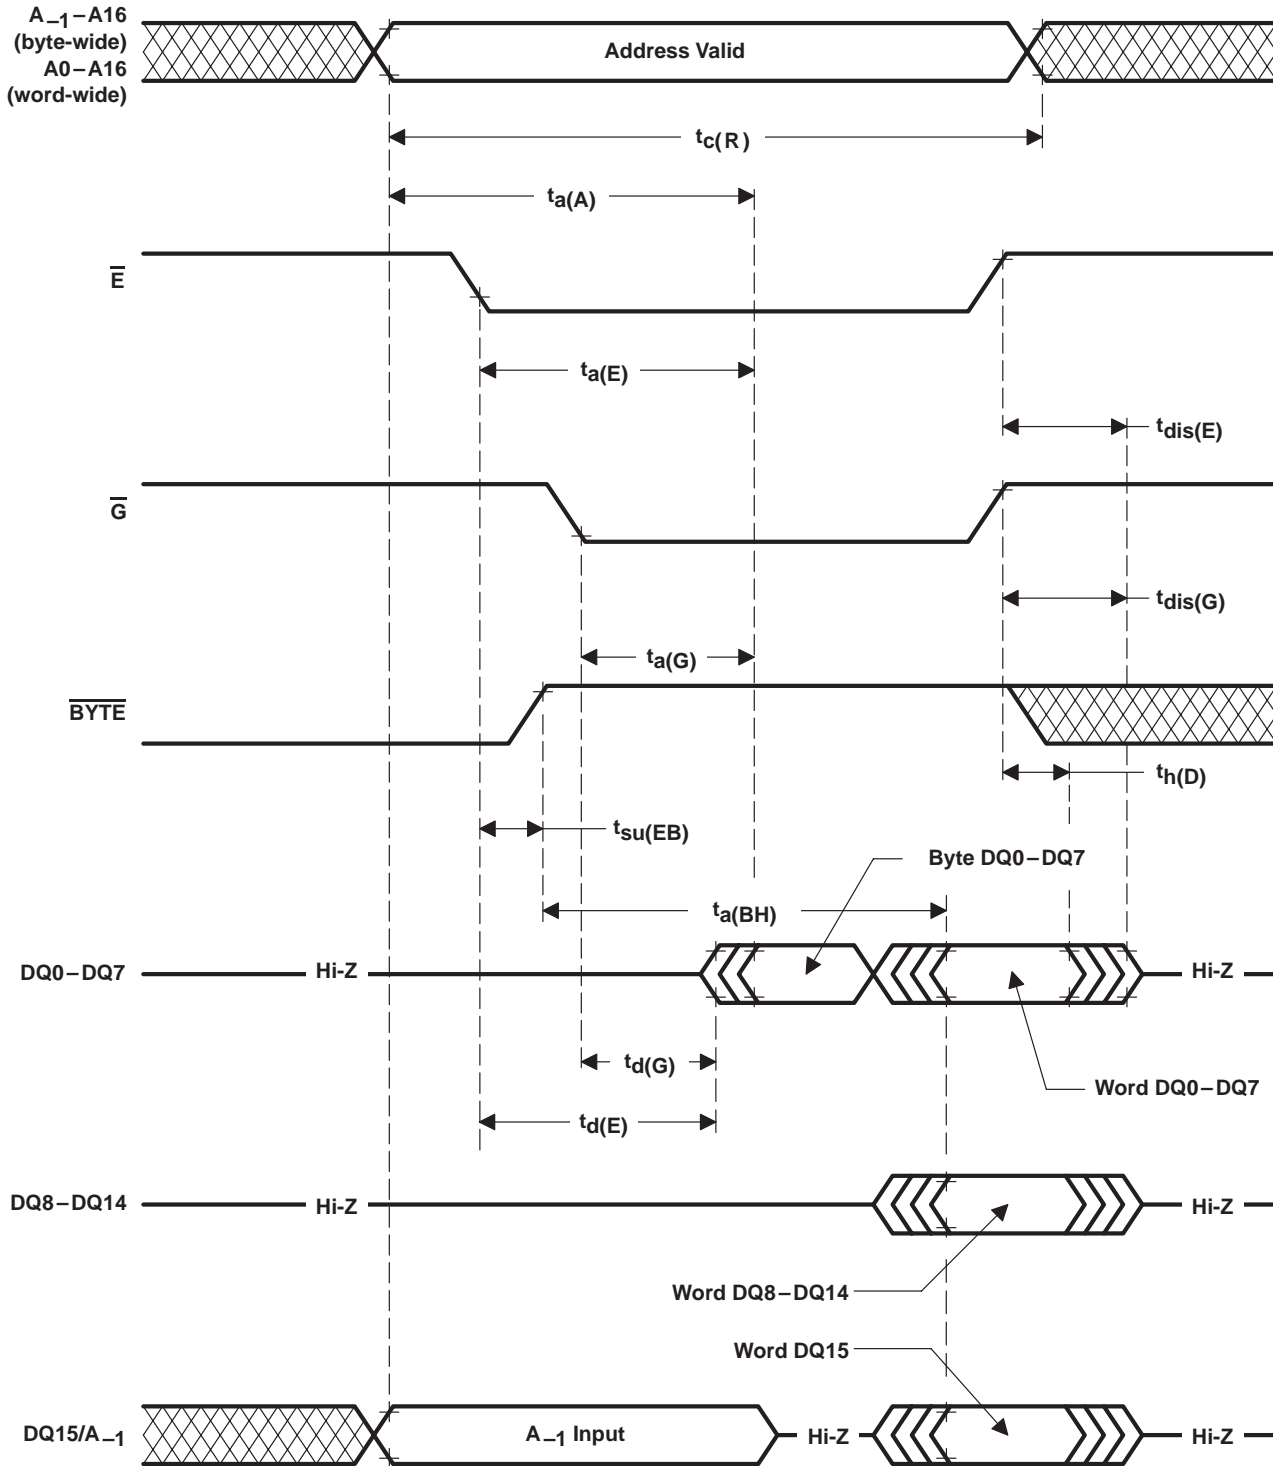 A–1–A16
(byte-wide)
A0–A16
(word-wide)
Address Valid
tc(R)
ta(A)
E
ta(E)
tdis(E)
G
tdis(G)
ta(G)
BYTE
th(D)
tsu(EB)
Byte DQ0–DQ7
ta(BH)
DQ0–DQ7
Hi-Z
Hi-Z
td(G)
Word DQ0–DQ7
td(E)
DQ8–DQ14
Hi-Z
Hi-Z
Word DQ8–DQ14
Word DQ15
DQ15/A–1
A–1 Input
Hi-Z
Hi-Z